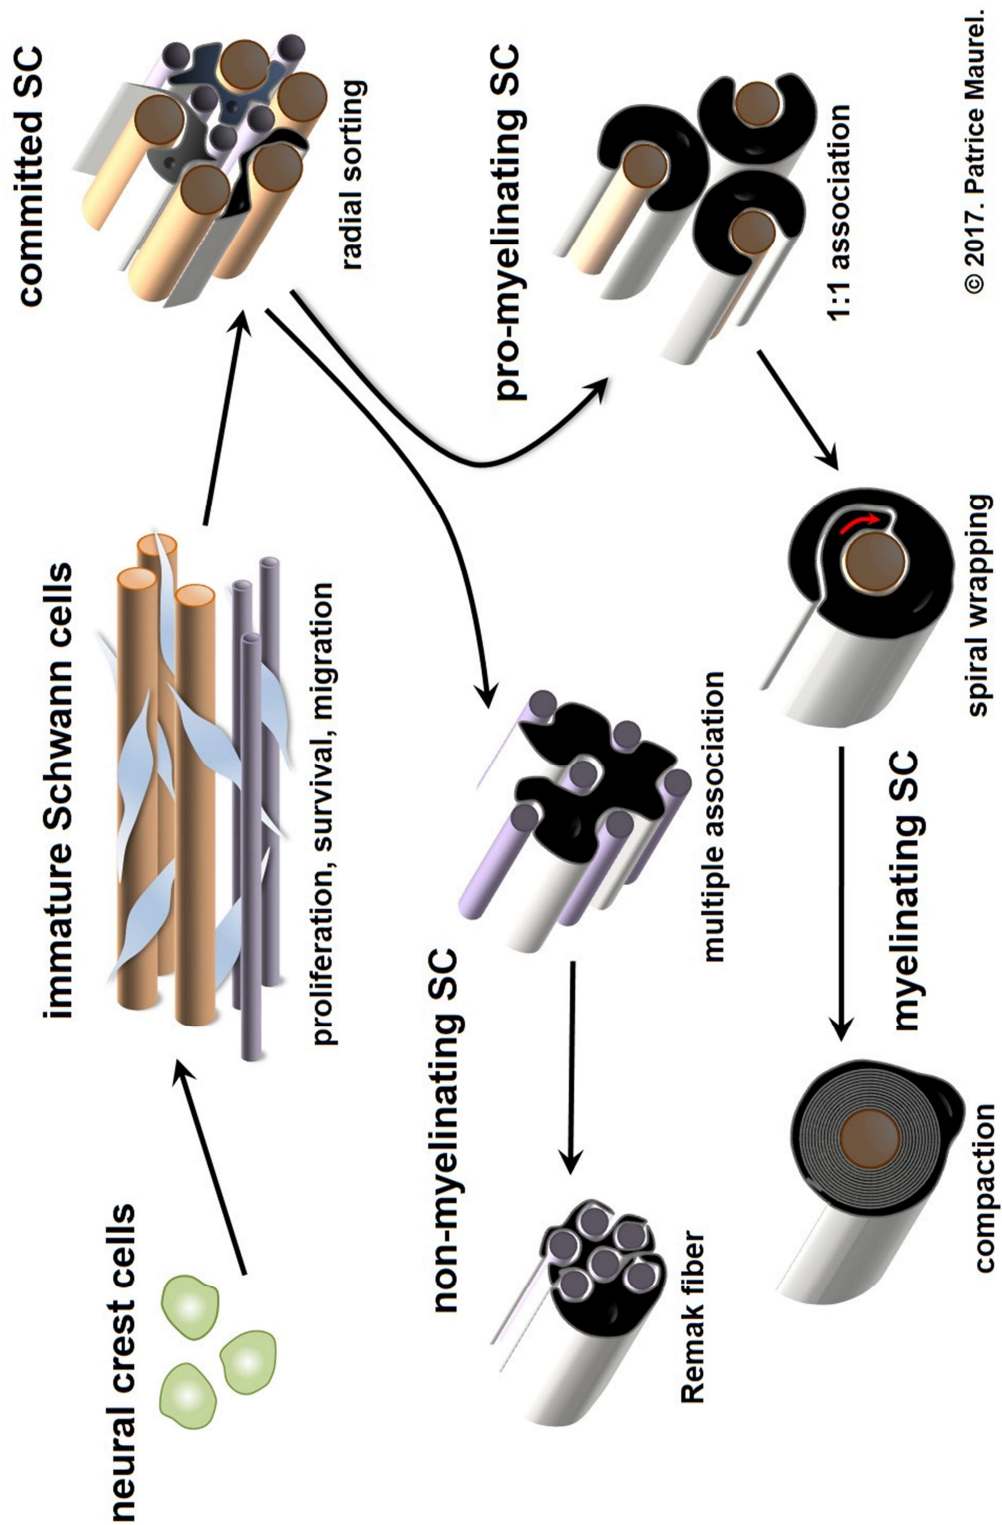 neural crest cells
immature Schwann cells
proliferation, survival, migration
committed SC
radial sorting
non-myelinating SC
Remak fiber
multiple association
pro-myelinating SC
1:1 association
myelinating SC
compaction
spiral wrapping
© 2017. Patrice Maurel.